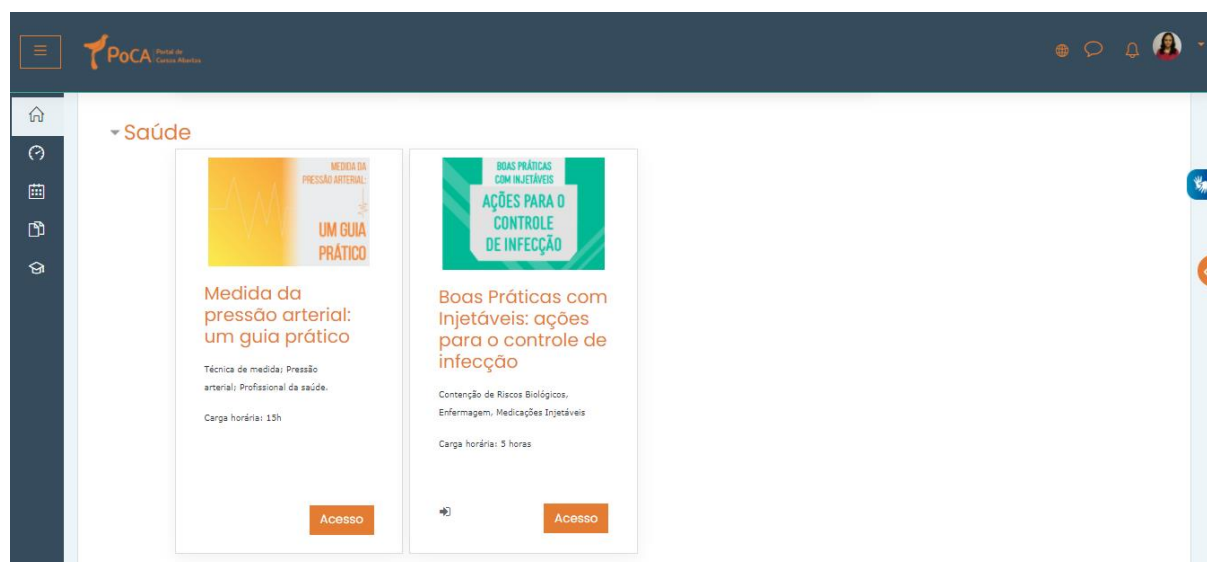 PoCA Portal de
Cursos Abertos
Saúde
MEDIDA DA
PRESSÃO ARTERIAL:
UM GUIA
PRÁTICO
Medida da
pressão arterial:
um guia prático
Técnica de medida; Pressão
arterial; Profissional da saúde.
Carga horária: 15h
Acesso
BOAS PRÁTICAS
COM INJETÁVEIS
AÇÕES PARA O
CONTROLE
DE INFECÇÃO
Boas Práticas com
Injetáveis: ações
para o controle de
infecção
Contenção de Riscos Biológicos,
Enfermagem, Medicações Injetáveis
Carga horária: 5 horas
Acesso